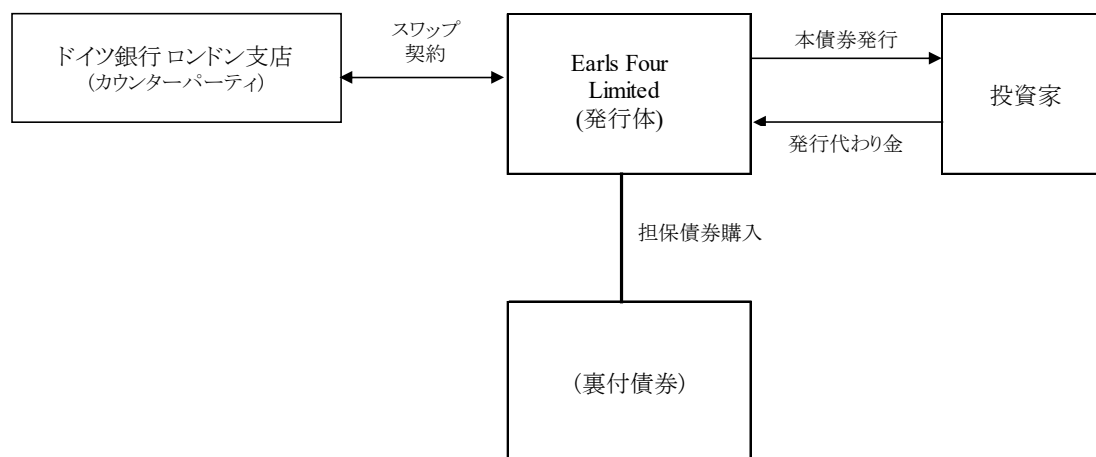 ドイツ銀行 ロンドン支店
(カウンターパーティ)
スワップ
契約
Earls Four
Limited
(発行体)
本債券発行
発行代わり金
投資家
担保債券購入
(裏付債券)